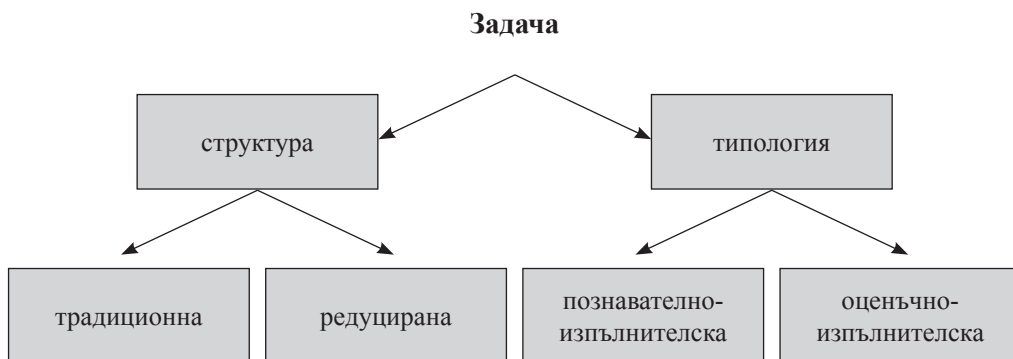 Задача
структура
типология
традиционна
редуцирана
познавателно-
изпълнителска
оценъчно-
изпълнителска